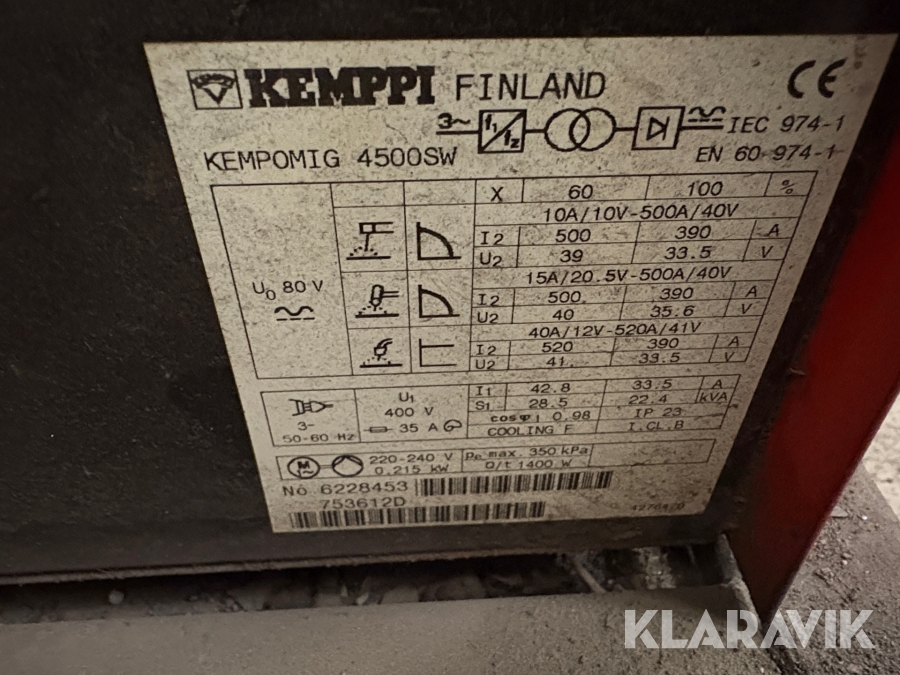 KEMPPI FINLAND CE
3~ f1/f2 IEC 974-1
KEMPOMIG 4500SW EN 60 974-1
X 60 100 %
10A/10V-500A/40V
I2 500 390 A
U2 39 33.5 V
15A/20.5V-500A/40V
U0 80 V
I2 500 390 A
U2 40 35.6 V
40A/12V-520A/41V
I2 520 390 A
U2 41 33.5 V
3~
50-60 Hz
U1
400 V
35 A
I1 42.8 33.5 A
S1 28.5 22.4 kVA
cosφ 0.98 IP 23
COOLING F I.CL.B
M 1~ 220-240 V
0.215 kW
max. 350 kPa
Q/t 1400 W
No 6228453
753612D
KLARAVIK